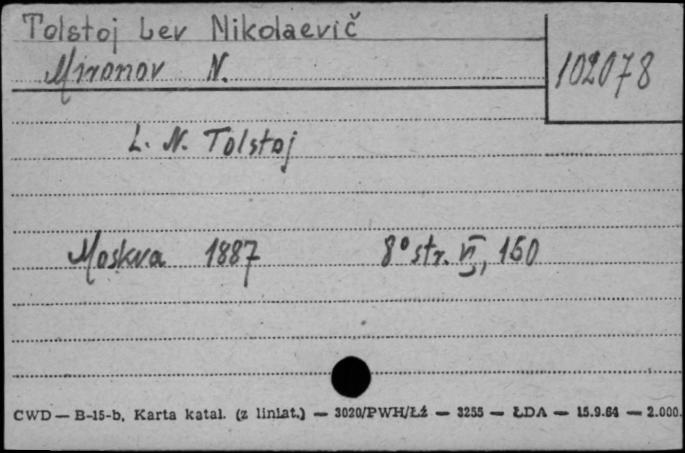 Tolstoj Lev Nikolaevič
Mironov N.
102078
L. N. Tolstoj
Moskva 1887 8° str. VI, 160
CWD — B-15-b, Karta katal. (z liniat.) — 3020/PWH/Łź — 3255 — ŁDA — 15.9.64 — 2.000.